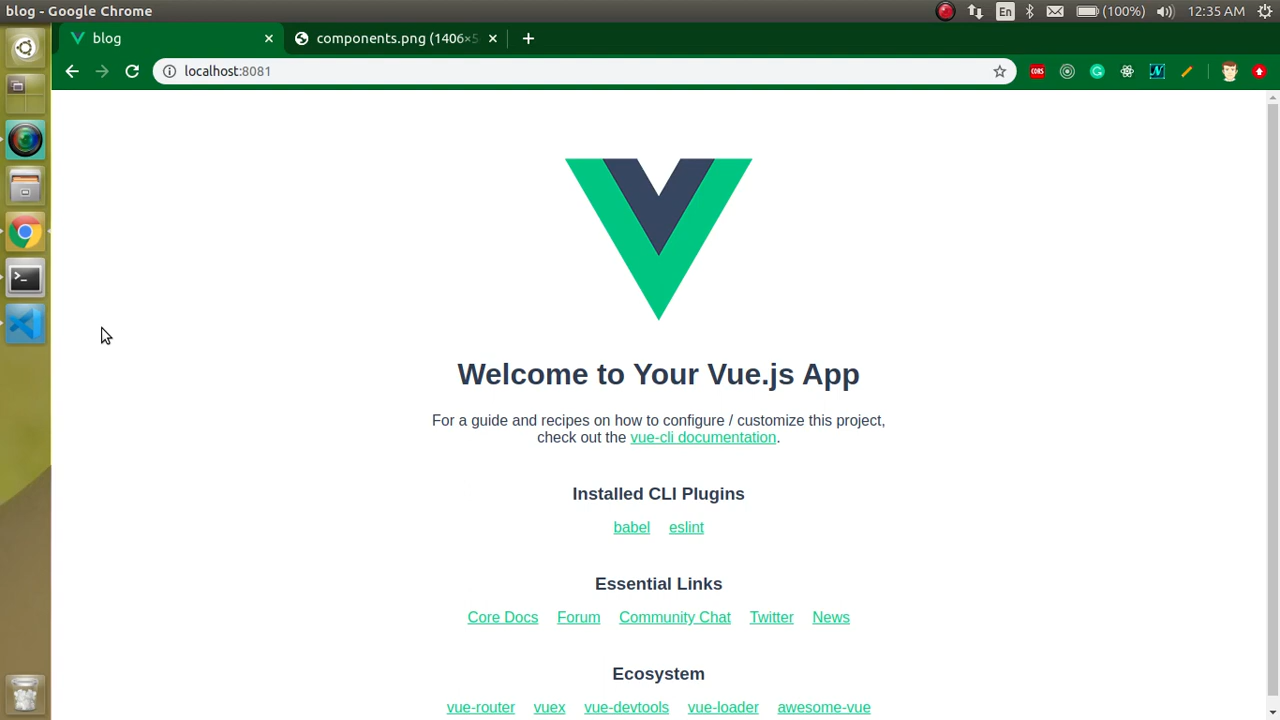 blog - Google Chrome
En
(100%)
12:35 AM
blog
components.png (1406×5
localhost:8081
CORS
Welcome to Your Vue.js App
For a guide and recipes on how to configure / customize this project,
check out the vue-cli documentation.
Installed CLI Plugins
babel eslint
Essential Links
Core Docs Forum Community Chat Twitter News
Ecosystem
vue-router vuex vue-devtools vue-loader awesome-vue